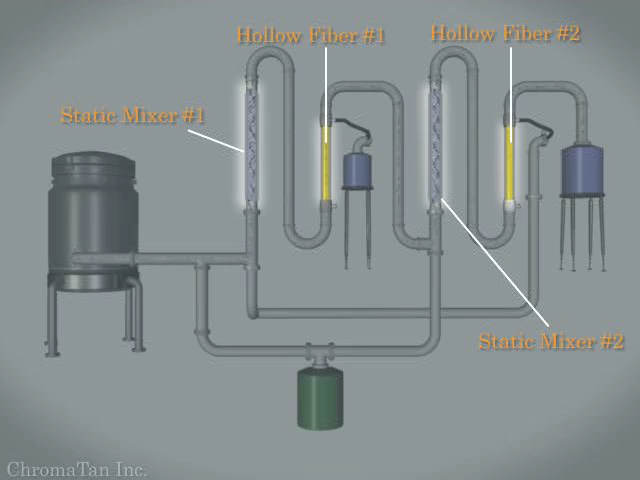 Hollow Fiber #1
Hollow Fiber #2
Static Mixer #1
Static Mixer #2
ChromaTan Inc.